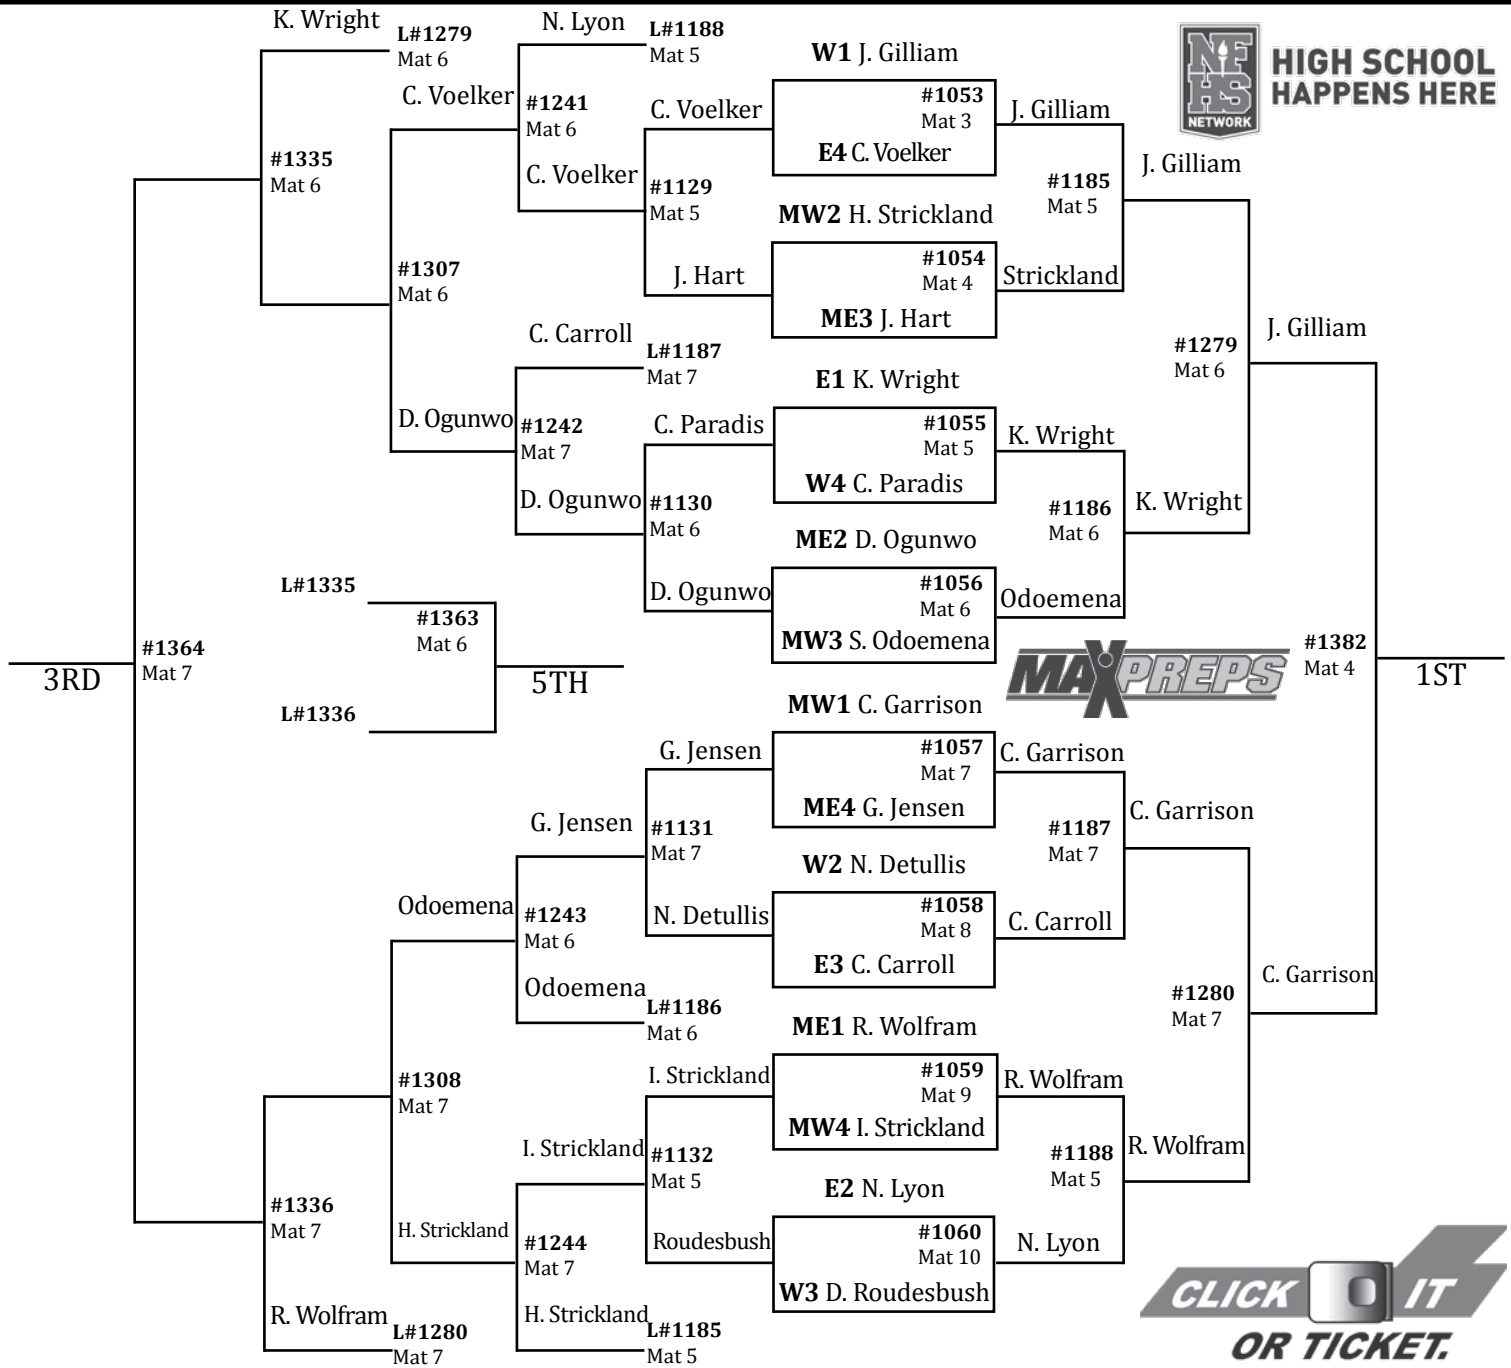 K. Wright
L#1279
Mat 6
N. Lyon
L#1188
Mat 5
W1 J. Gilliam
NFHS
NETWORK
HIGH SCHOOL
HAPPENS HERE
C. Voelker
#1241
Mat 6
C. Voelker
#1053
Mat 3
J. Gilliam
E4 C. Voelker
#1335
Mat 6
C. Voelker
#1129
Mat 5
#1185
Mat 5
J. Gilliam
MW2 H. Strickland
#1307
Mat 6
J. Hart
#1054
Mat 4
Strickland
ME3 J. Hart
C. Carroll
L#1187
Mat 7
#1279
Mat 6
J. Gilliam
E1 K. Wright
D. Ogunwo
#1242
Mat 7
C. Paradis
#1055
Mat 5
K. Wright
W4 C. Paradis
D. Ogunwo
#1130
Mat 6
#1186
Mat 6
K. Wright
ME2 D. Ogunwo
L#1335
D. Ogunwo
#1056
Mat 6
Odoemena
#1363
Mat 6
MW3 S. Odoemena
#1364
Mat 7
3RD
5TH
MAXPREPS
#1382
Mat 4
1ST
L#1336
MW1 C. Garrison
G. Jensen
#1057
Mat 7
C. Garrison
ME4 G. Jensen
G. Jensen
#1131
Mat 7
#1187
Mat 7
C. Garrison
W2 N. Detullis
Odoemena
#1243
Mat 6
N. Detullis
#1058
Mat 8
C. Carroll
E3 C. Carroll
Odoemena
L#1186
Mat 6
#1280
Mat 7
C. Garrison
ME1 R. Wolfram
#1308
Mat 7
I. Strickland
#1059
Mat 9
R. Wolfram
MW4 I. Strickland
I. Strickland
#1132
Mat 5
#1188
Mat 5
R. Wolfram
E2 N. Lyon
#1336
Mat 7
H. Strickland
#1244
Mat 7
Roudesbush
#1060
Mat 10
N. Lyon
W3 D. Roudesbush
R. Wolfram
L#1280
Mat 7
H. Strickland
L#1185
Mat 5
CLICK IT
OR TICKET.